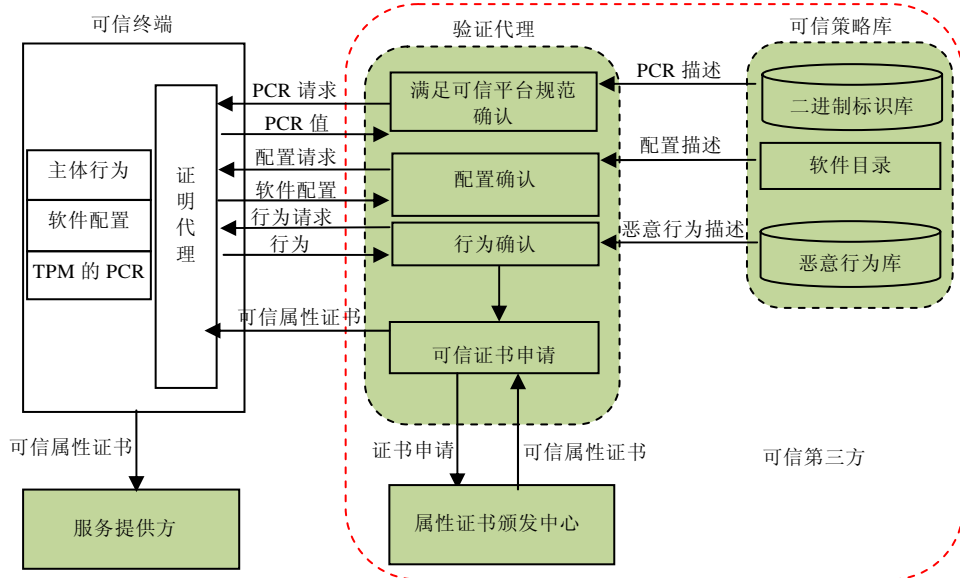 可信终端
验证代理
可信策略库
PCR 请求
满足可信平台规范
确认
PCR 描述
二进制标识库
PCR 值
配置请求
配置确认
配置描述
软件目录
主体行为
证
明
代
理
软件配置
软件配置
行为请求
行为确认
恶意行为描述
恶意行为库
TPM 的 PCR
行为
可信属性证书
可信证书申请
可信属性证书
证书申请
可信属性证书
可信第三方
服务提供方
属性证书颁发中心